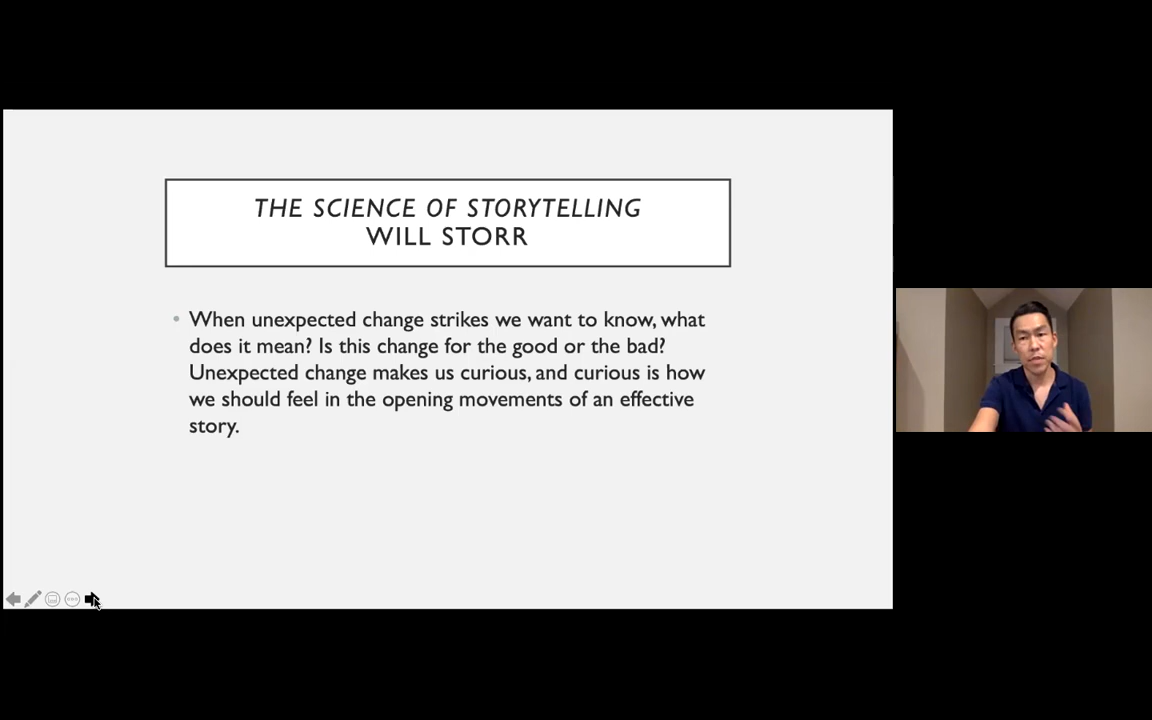 THE SCIENCE OF STORYTELLING
WILL STORR
• When unexpected change strikes we want to know, what
does it mean? Is this change for the good or the bad?
Unexpected change makes us curious, and curious is how
we should feel in the opening movements of an effective
story.